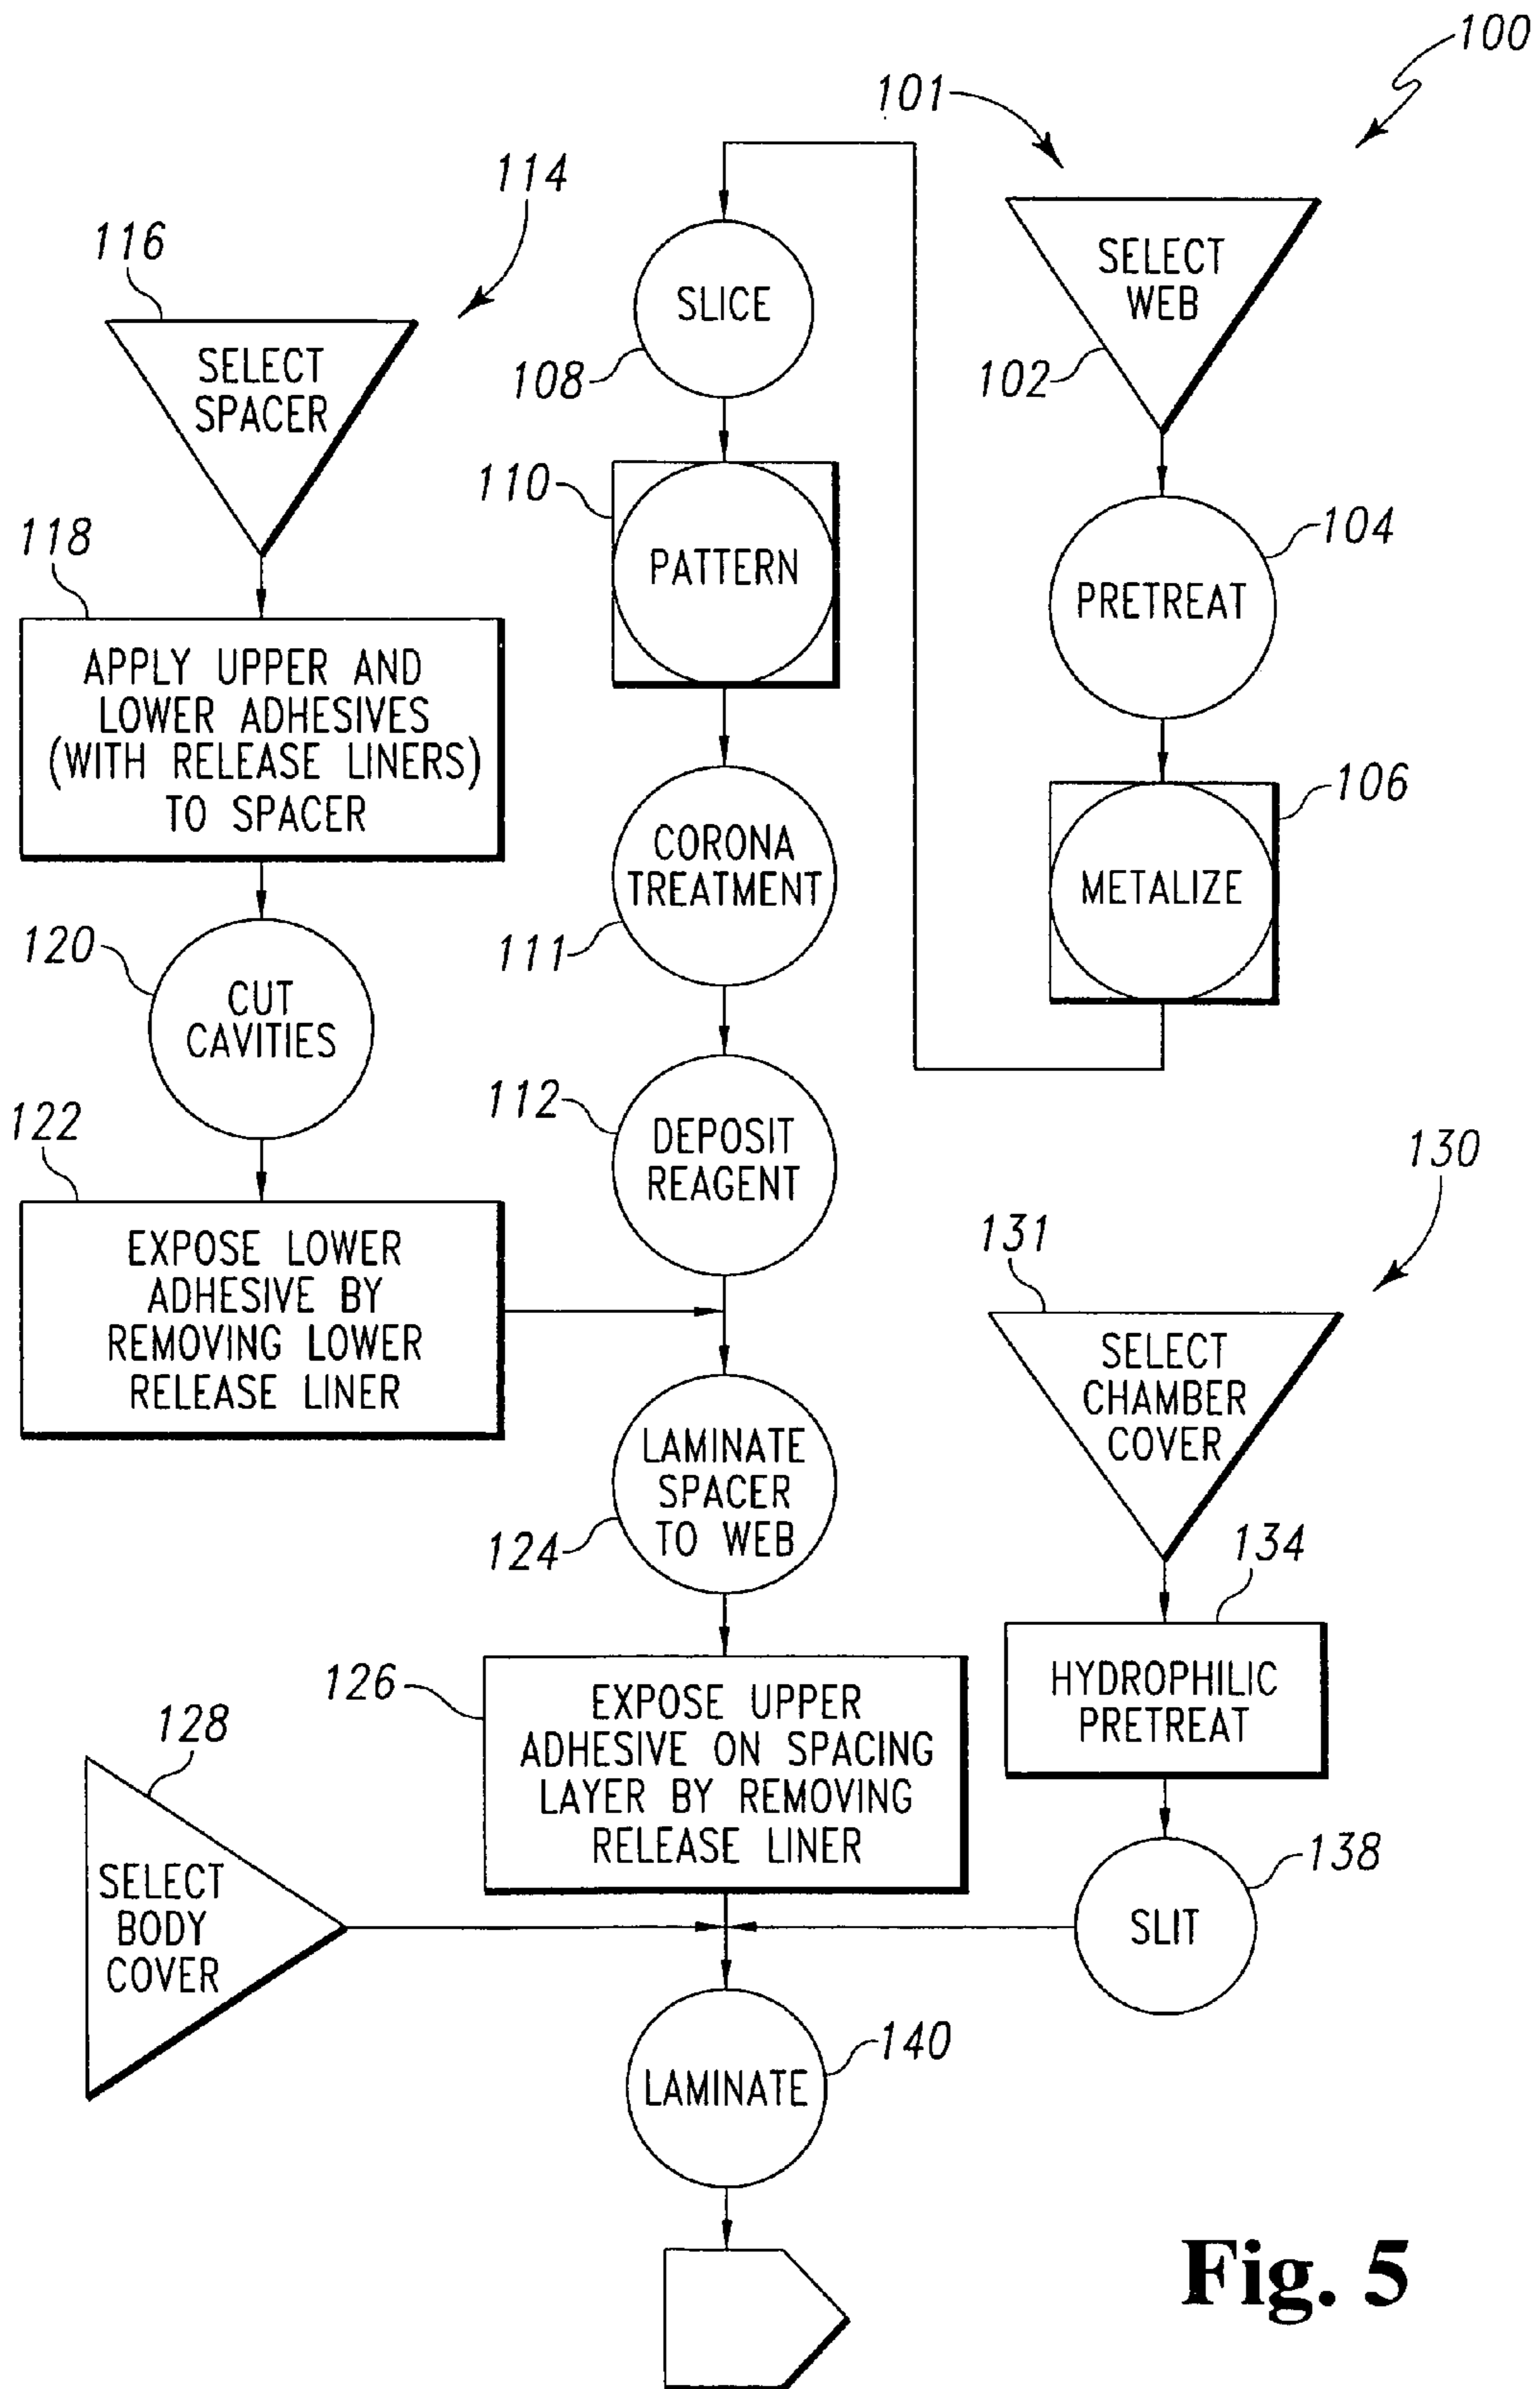 100
101
114
116
SELECT
SPACER
SLICE
108
SELECT
WEB
102
110
PATTERN
104
PRETREAT
118
APPLY UPPER AND
LOWER ADHESIVES
(WITH RELEASE LINERS)
TO SPACER
106
METALIZE
CORONA
TREATMENT
111
120
CUT
CAVITIES
112
DEPOSIT
REAGENT
122
EXPOSE LOWER
ADHESIVE BY
REMOVING LOWER
RELEASE LINER
130
131
SELECT
CHAMBER
COVER
LAMINATE
SPACER
TO WEB
124
134
HYDROPHILIC
PRETREAT
126
EXPOSE UPPER
ADHESIVE ON SPACING
LAYER BY REMOVING
RELEASE LINER
128
SELECT
BODY
COVER
138
SLIT
140
LAMINATE
Fig. 5